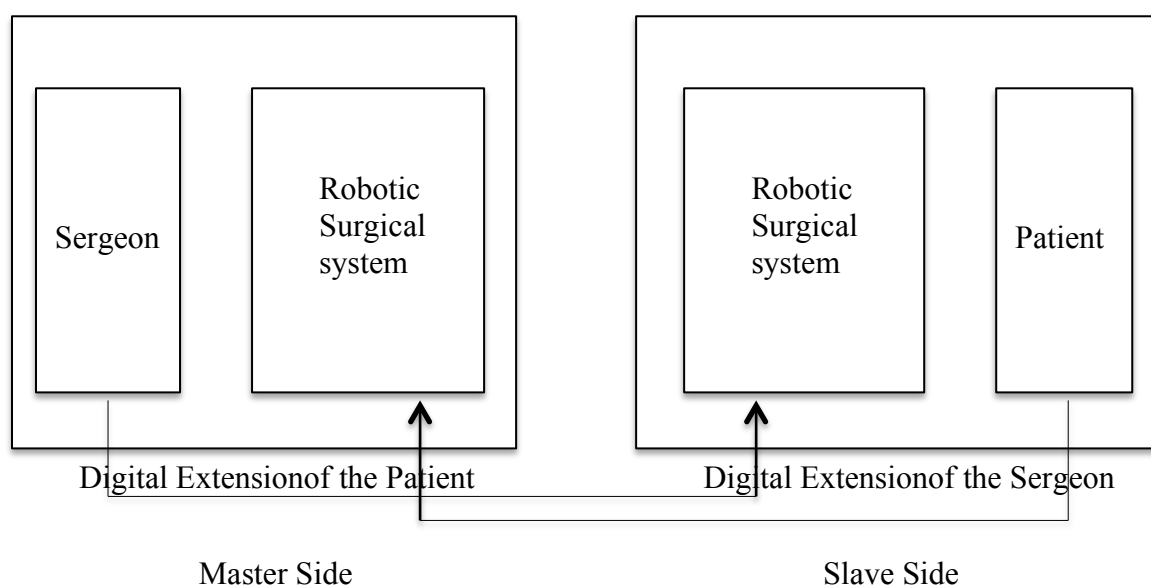 Sergeon
Robotic
Surgical
system
Robotic
Surgical
system
Patient
Digital Extensionof the Patient
Digital Extensionof the Sergeon
Master Side
Slave Side